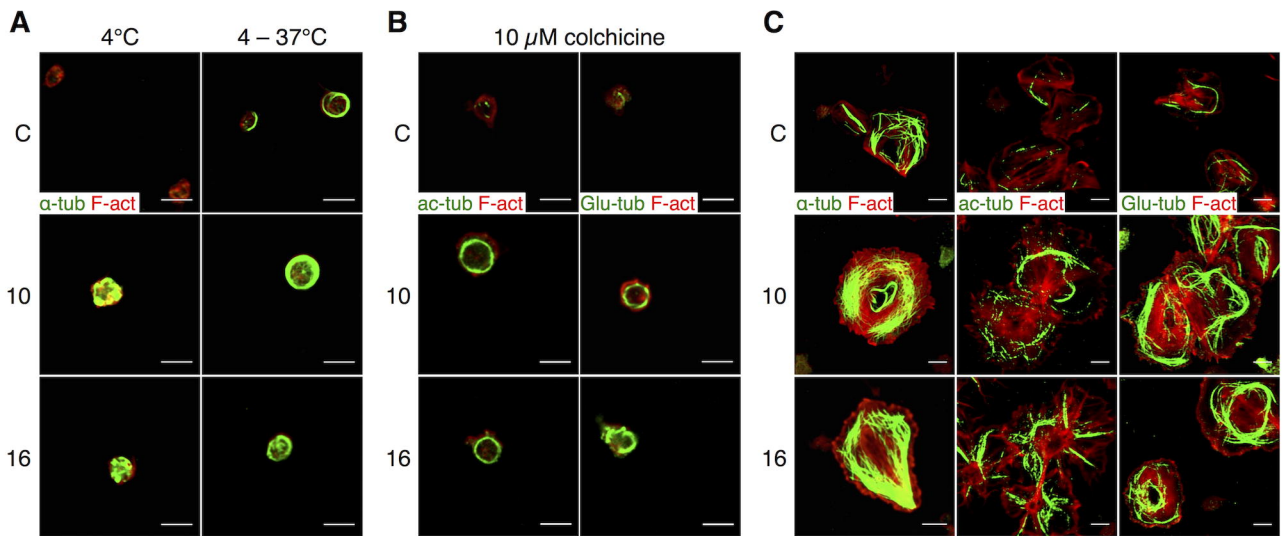 A
4°C
4 – 37°C
B
10 µM colchicine
C
C
α-tub F-act
ac-tub F-act
Glu-tub F-act
C
α-tub F-act
ac-tub F-act
Glu-tub F-act
10
10
10
16
16
16